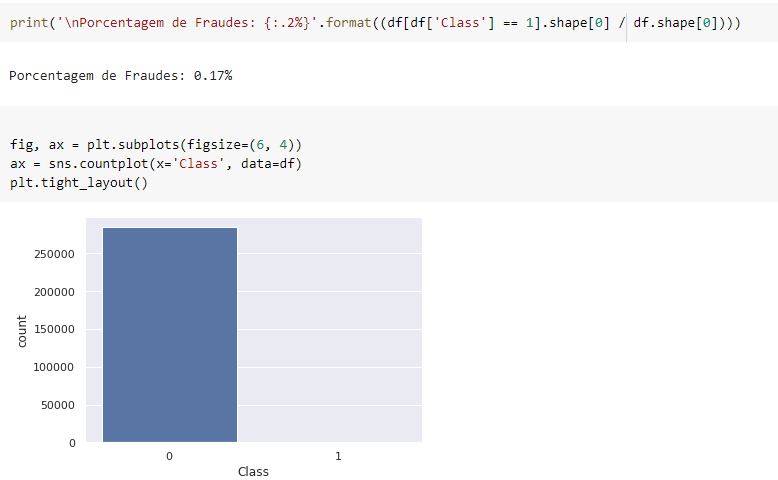 print('\nPorcentagem de Fraudes: {:.2%}'.format((df[df['Class'] == 1].shape[0] / df.shape[0])))
Porcentagem de Fraudes: 0.17%
fig, ax = plt.subplots(figsize=(6, 4))
ax = sns.countplot(x='Class', data=df)
plt.tight_layout()
250000
200000
150000
100000
50000
0
count
0 1
Class